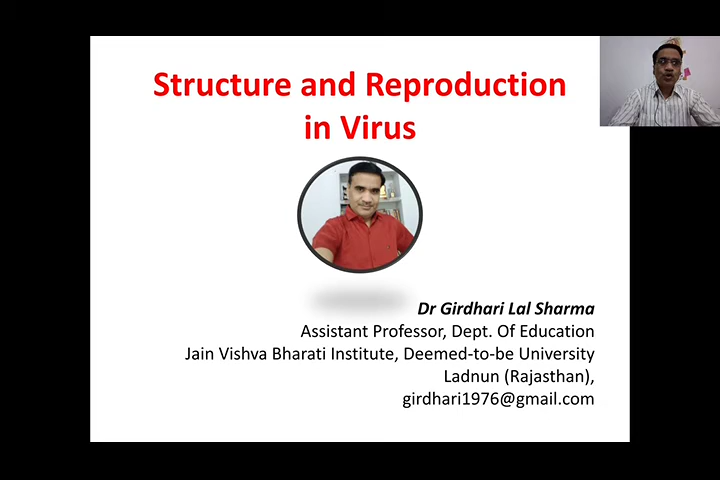 Structure and Reproduction
in Virus
Dr Girdhari Lal Sharma
Assistant Professor, Dept. Of Education
Jain Vishva Bharati Institute, Deemed-to-be University
Ladnun (Rajasthan),
girdhari1976@gmail.com